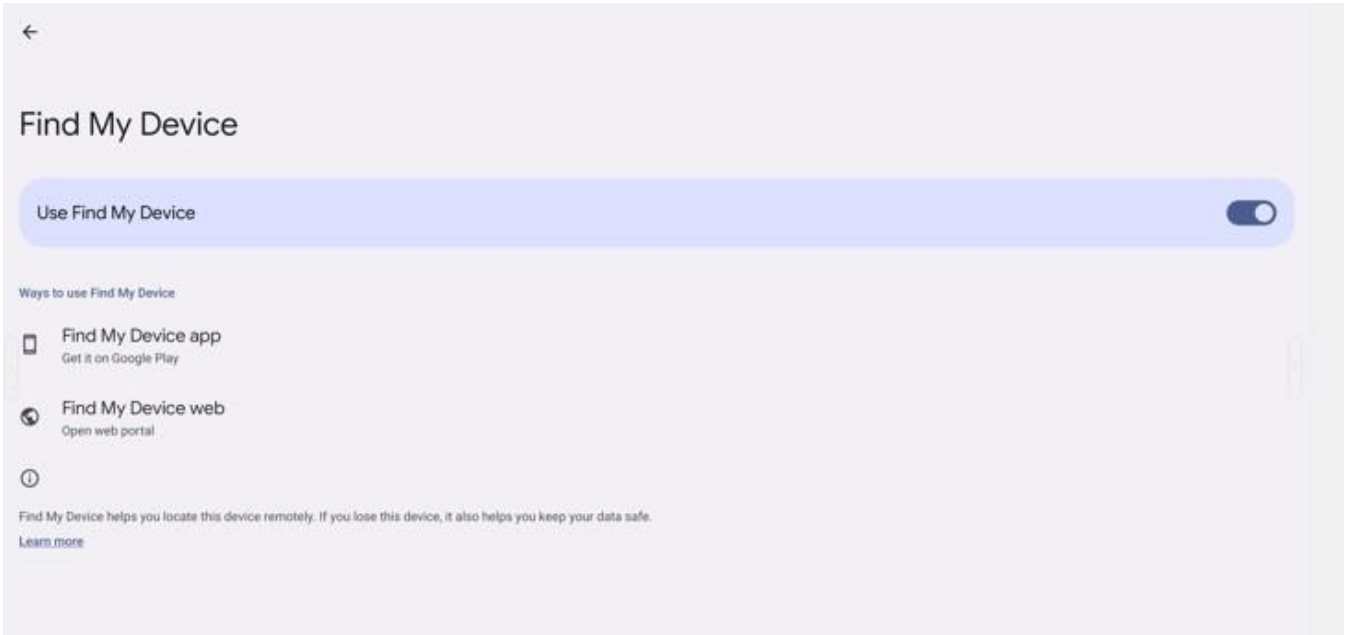 Find My Device
Use Find My Device
Ways to use Find My Device
Find My Device app
Get it on Google Play
Find My Device web
Open web portal
Find My Device helps you locate this device remotely. If you lose this device, it also helps you keep your data safe.
Learn more